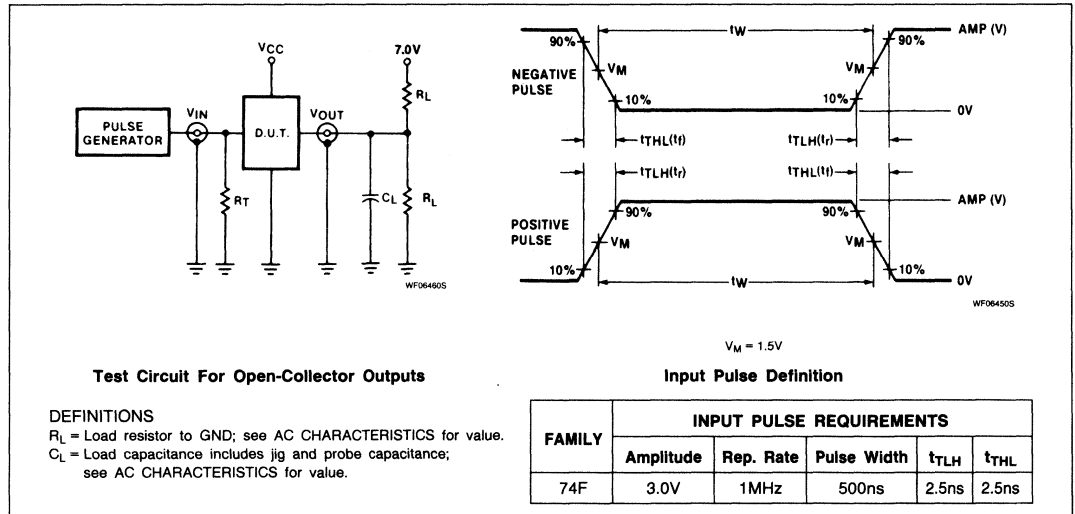 VCC
7.0V
RL
VIN
VOUT
PULSE
GENERATOR
D.U.T.
RT
CL
RL
WF06460S
tW
AMP (V)
90%
90%
NEGATIVE
PULSE
VM
VM
10%
10%
0V
tTHL(tf)
tTLH(tr)
tTLH(tr)
tTHL(tf)
AMP (V)
90%
90%
POSITIVE
PULSE
VM
VM
10%
10%
tW
0V
WF06450S
VM = 1.5V
Test Circuit For Open-Collector Outputs
Input Pulse Definition
DEFINITIONS
RL = Load resistor to GND; see AC CHARACTERISTICS for value.
CL = Load capacitance includes jig and probe capacitance;
see AC CHARACTERISTICS for value.
FAMILY
INPUT PULSE REQUIREMENTS
Amplitude Rep. Rate Pulse Width tTLH tTHL
74F 3.0V 1MHz 500ns 2.5ns 2.5ns